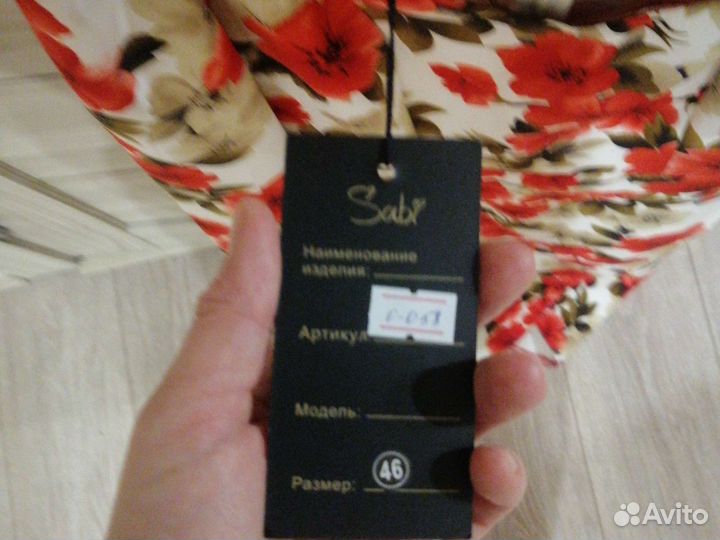 Sabi
Наименование
изделия:
Артикул
Модель:
Размер: 46
Avito